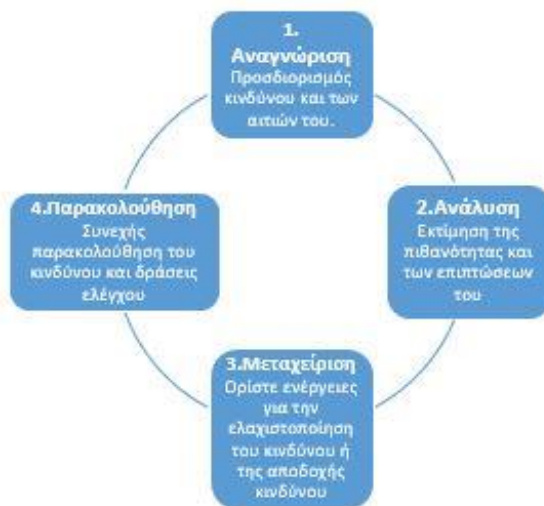 1.
Αναγνώριση
Προσδιορισμός
κινδύνου και των
αιτιών του.
2.Ανάλυση
Εκτίμηση της
πιθανότητας και
των επιπτώσεων
του
3.Μεταχείριση
Ορίστε ενέργειες
για την
ελαχιστοποίηση
του κινδύνου ή
της αποδοχής
κινδύνου
4.Παρακολούθηση
Συνεχής
παρακολούθηση του
κινδύνου και δράσεις
ελέγχου